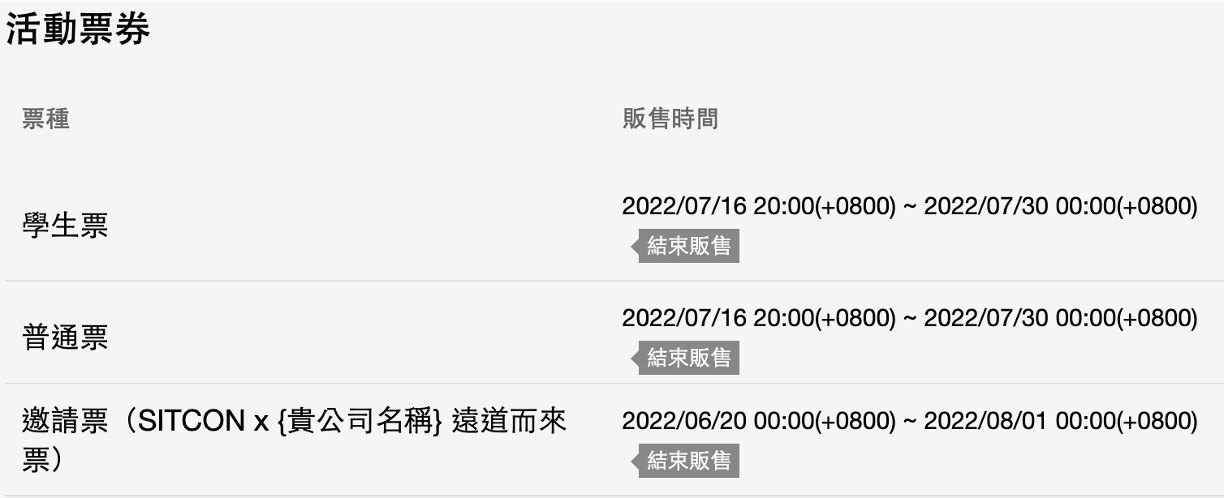 活動票券
票種
販售時間
學生票
2022/07/16 20:00(+0800) ~ 2022/07/30 00:00(+0800)
結束販售
普通票
2022/07/16 20:00(+0800) ~ 2022/07/30 00:00(+0800)
結束販售
邀請票（SITCON x {貴公司名稱} 遠道而來
票）
2022/06/20 00:00(+0800) ~ 2022/08/01 00:00(+0800)
結束販售